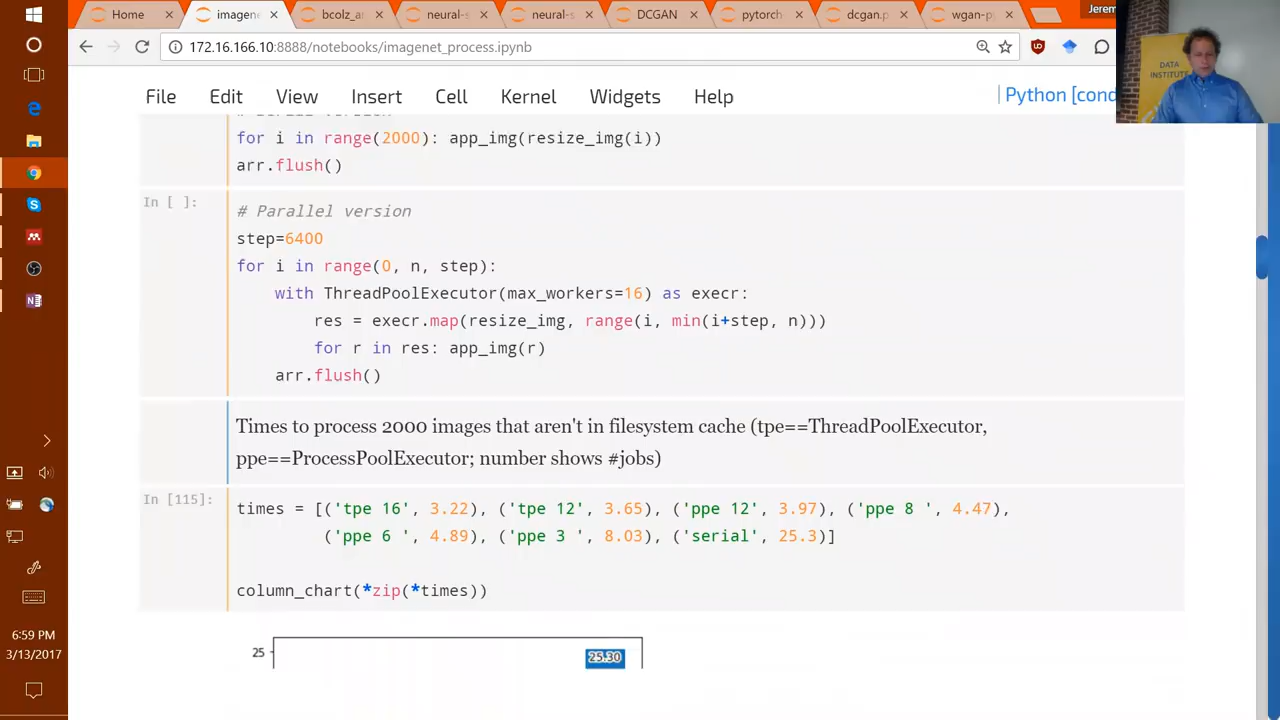 Home
imagene
bcolz_ar
neural-s
neural-s
DCGAN
pytorch
dcgan.p
wgan-py
Jerem
172.16.166.10:8888/notebooks/imagenet_process.ipynb
DATA
INSTITUTE
File Edit View Insert Cell Kernel Widgets Help
Python [cond
for i in range(2000): app_img(resize_img(i))
arr.flush()
In [ ]:
# Parallel version
step=6400
for i in range(0, n, step):
with ThreadPoolExecutor(max_workers=16) as execr:
res = execr.map(resize_img, range(i, min(i+step, n)))
for r in res: app_img(r)
arr.flush()
Times to process 2000 images that aren't in filesystem cache (tpe==ThreadPoolExecutor,
ppe==ProcessPoolExecutor; number shows #jobs)
In [115]:
times = [('tpe 16', 3.22), ('tpe 12', 3.65), ('ppe 12', 3.97), ('ppe 8 ', 4.47),
('ppe 6 ', 4.89), ('ppe 3 ', 8.03), ('serial', 25.3)]
column_chart(*zip(*times))
25
25.30
6:59 PM
3/13/2017